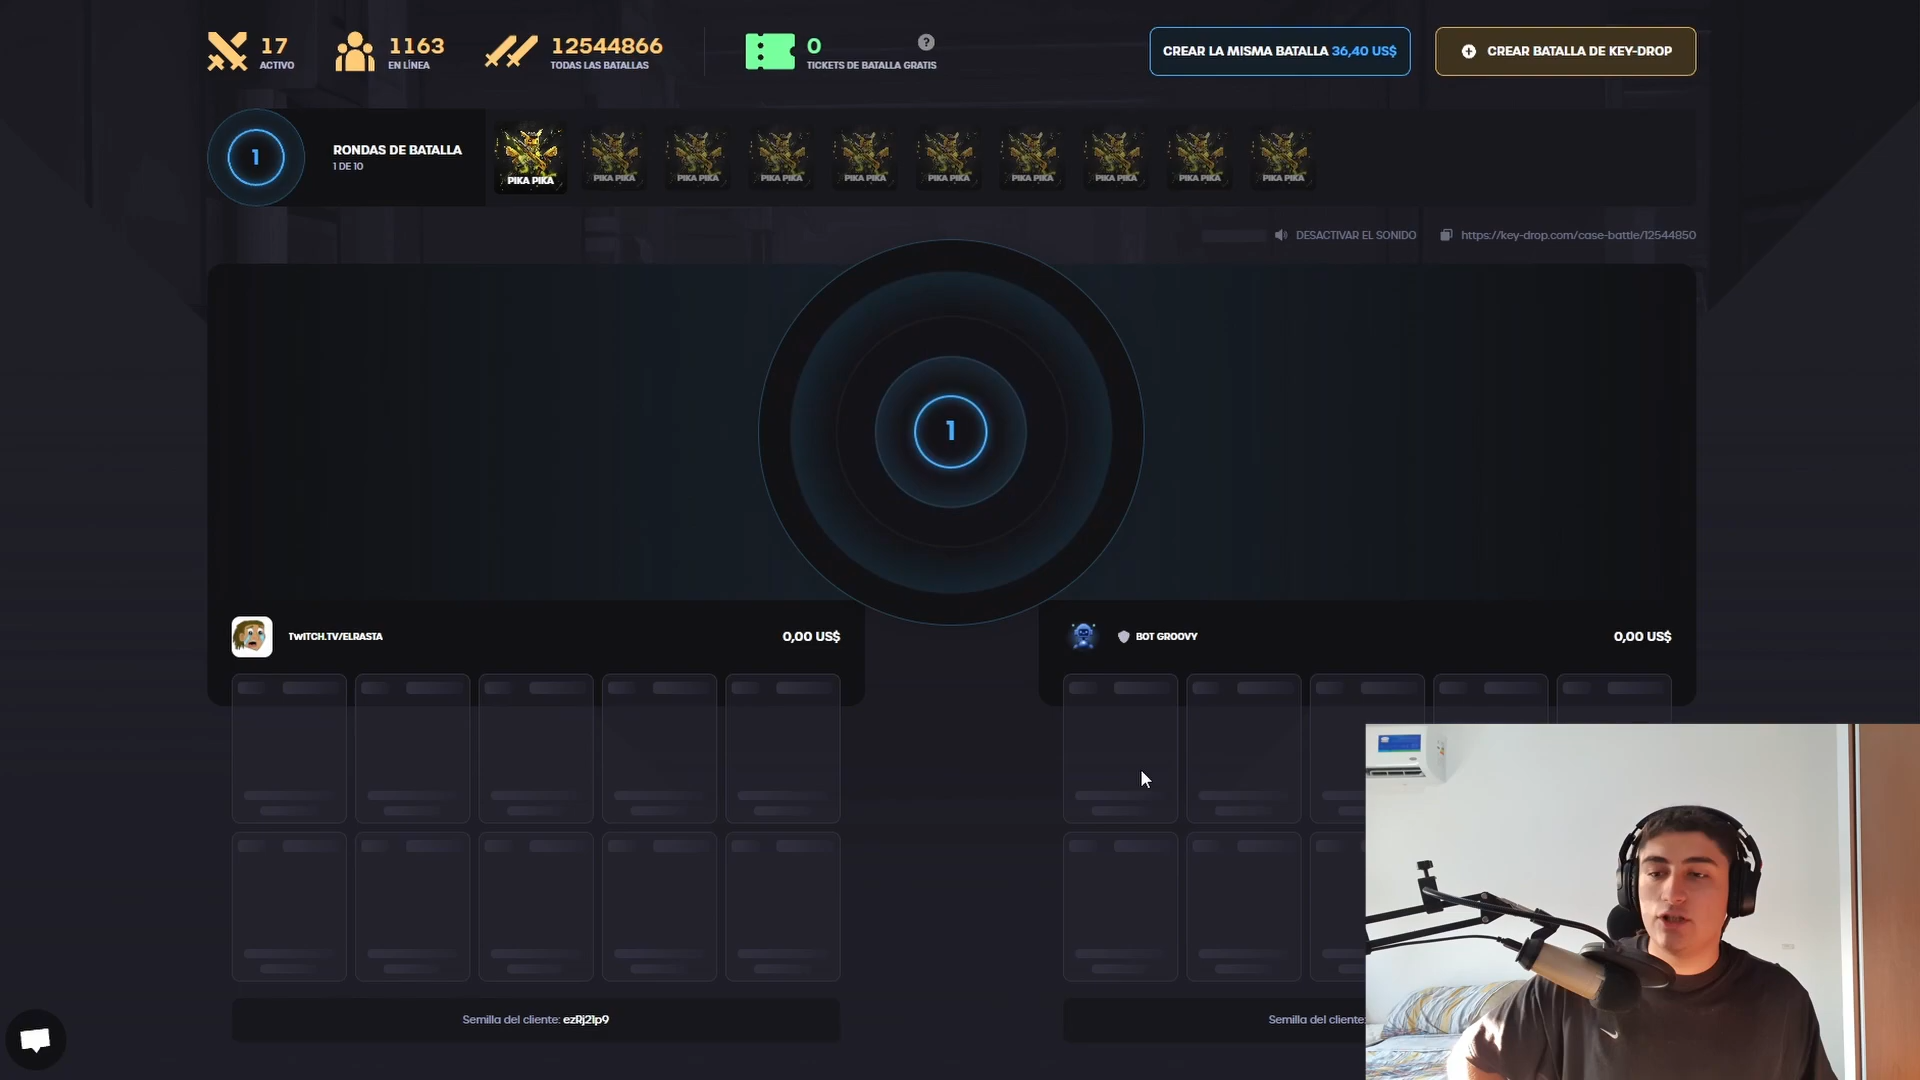 17
ACTIVO
1163
EN LÍNEA
12544866
TODAS LAS BATALLAS
0
TICKETS DE BATALLA GRATIS
?
CREAR LA MISMA BATALLA 36,40 US$
CREAR BATALLA DE KEY-DROP
1
RONDAS DE BATALLA
1 DE 10
PIKA PIKA
PIKA PIKA
PIKA PIKA
PIKA PIKA
PIKA PIKA
PIKA PIKA
PIKA PIKA
PIKA PIKA
PIKA PIKA
PIKA PIKA
DESACTIVAR EL SONIDO
https://key-drop.com/case-battle/12544850
1
TWITCH.TV/ELRASTA
0,00 US$
BOT GROOVY
0,00 US$
Semilla del cliente: ezRj21p9
Semilla del cliente: